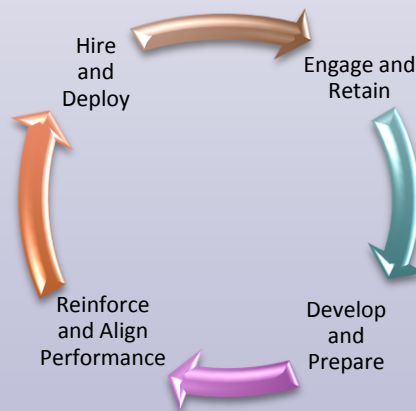 Hire
and
Deploy
Engage and
Retain
Develop
and
Prepare
Reinforce
and Align
Performance